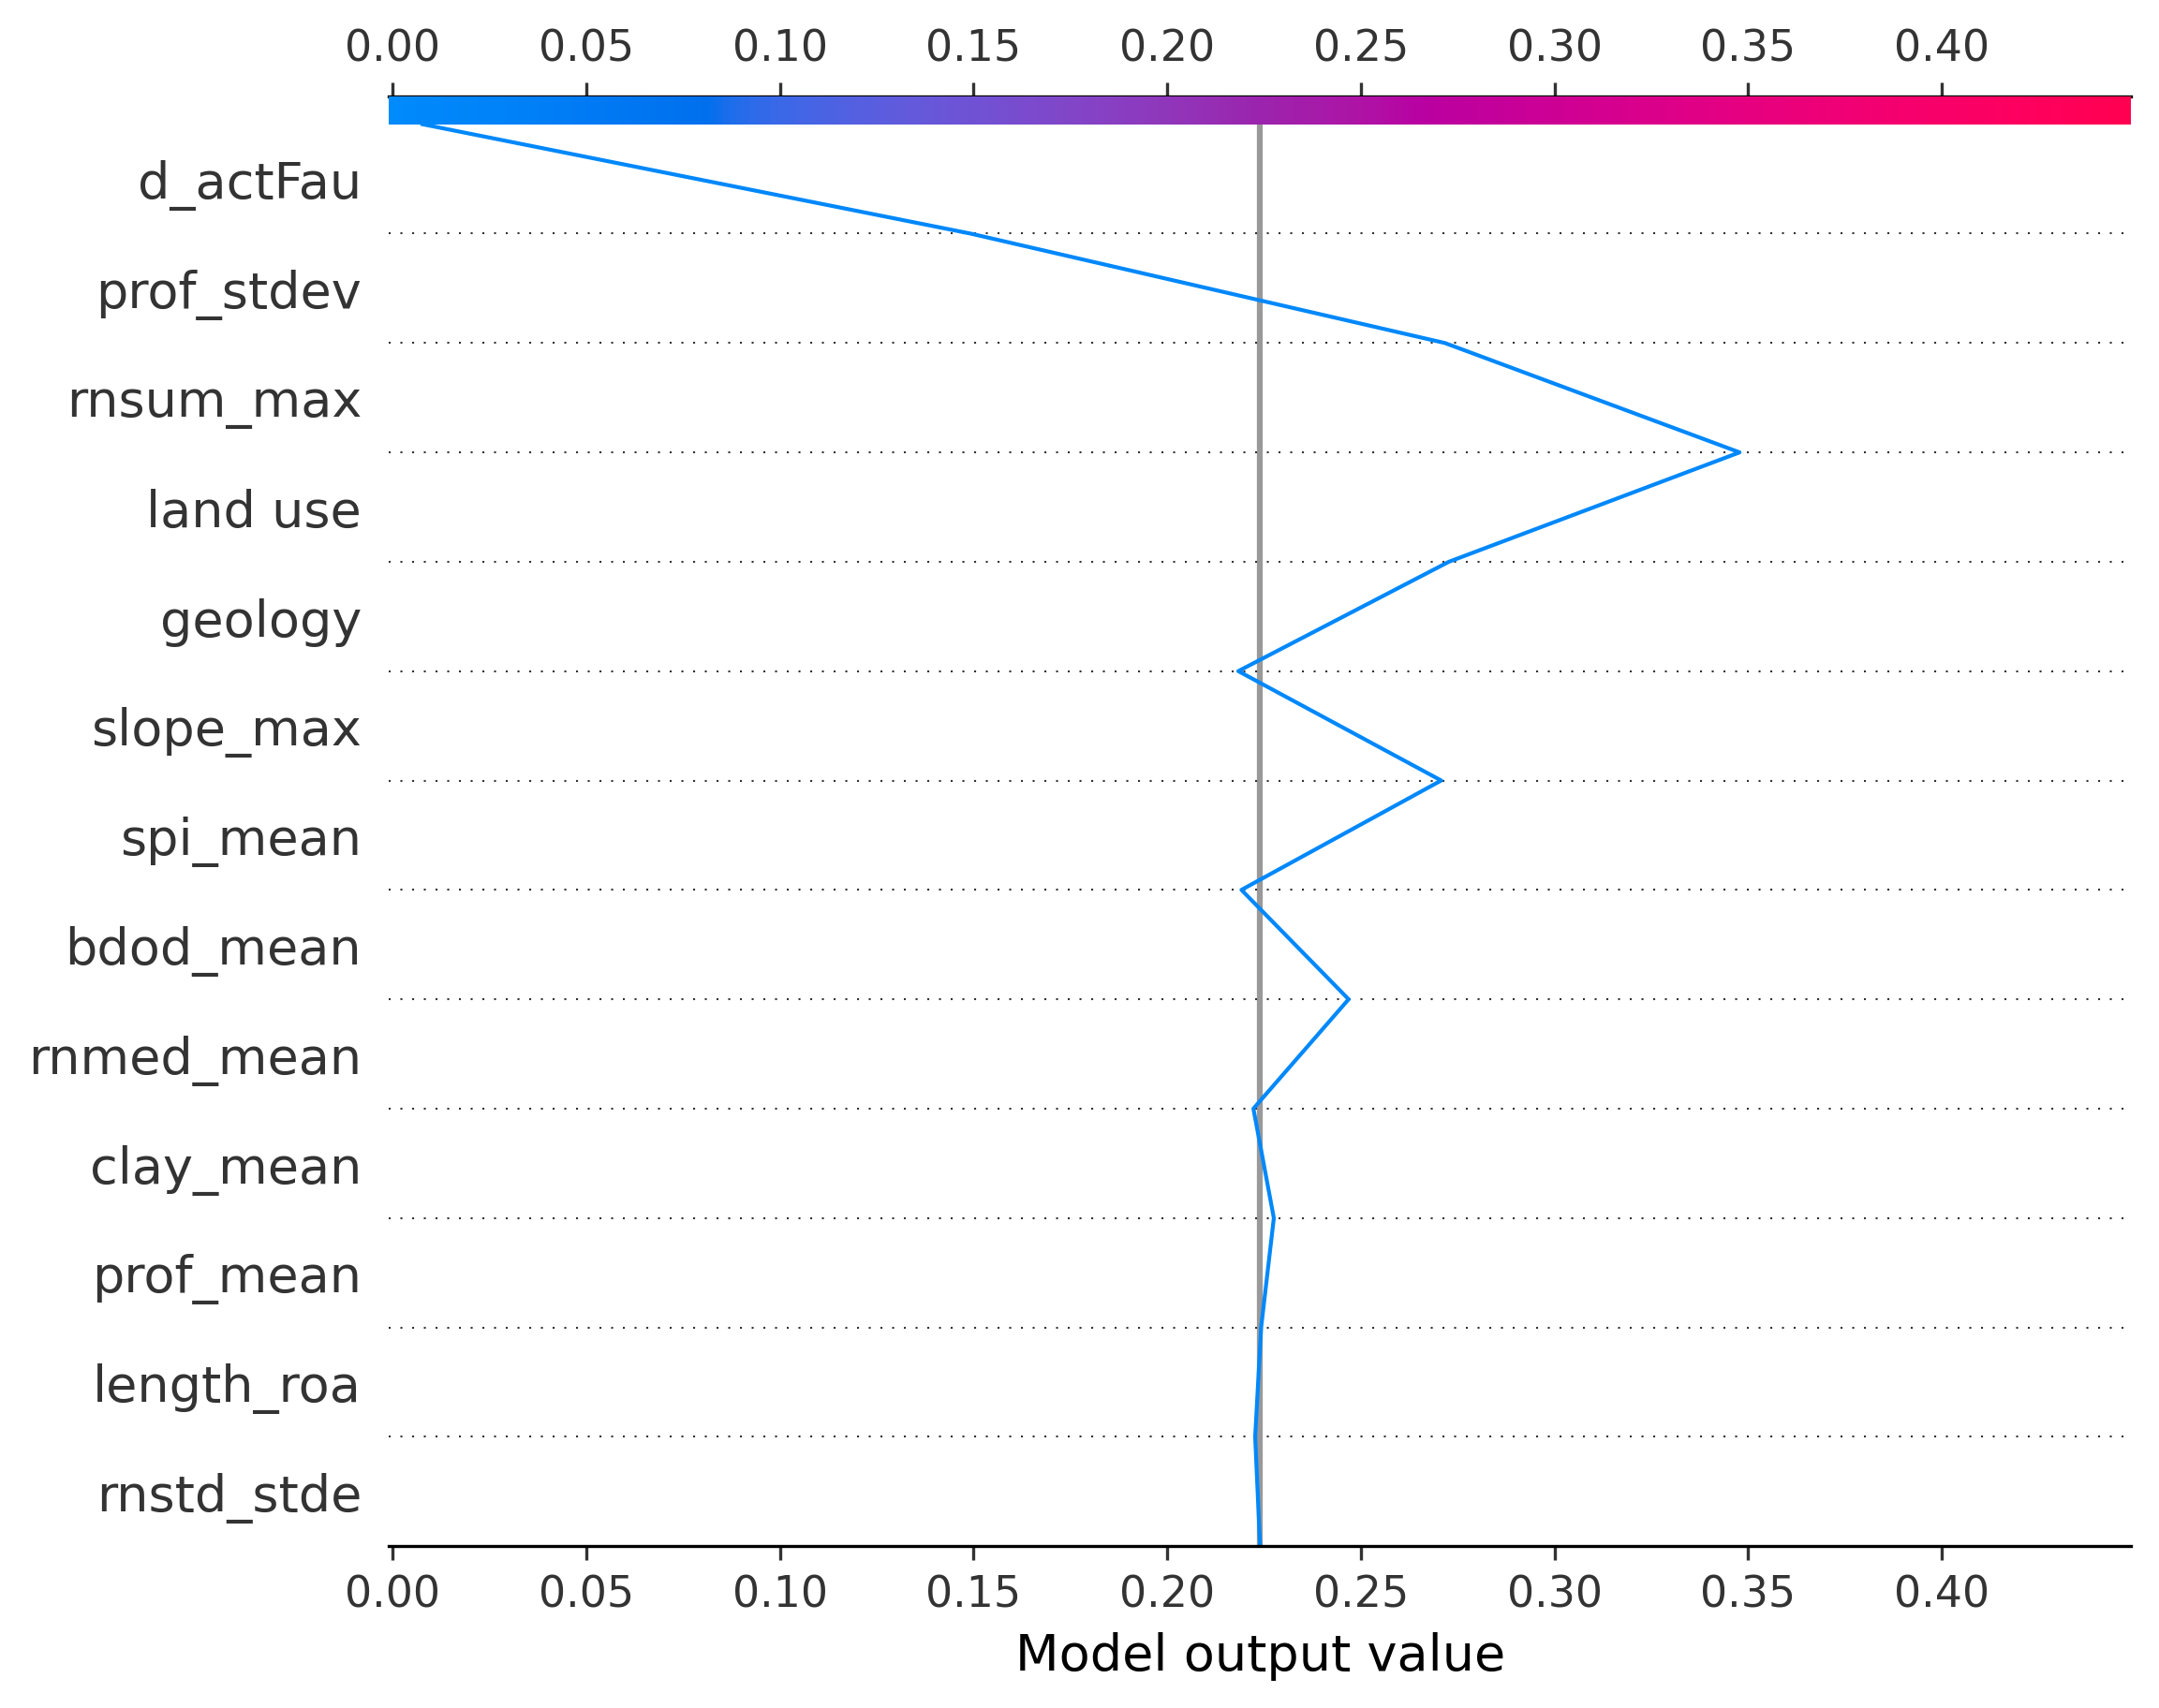 0.00 0.05 0.10 0.15 0.20 0.25 0.30 0.35 0.40
d_actFau
prof_stdev
rnsum_max
land use
geology
slope_max
spi_mean
bdod_mean
rnmed_mean
clay_mean
prof_mean
length_roa
rnstd_stde
0.00 0.05 0.10 0.15 0.20 0.25 0.30 0.35 0.40
Model output value